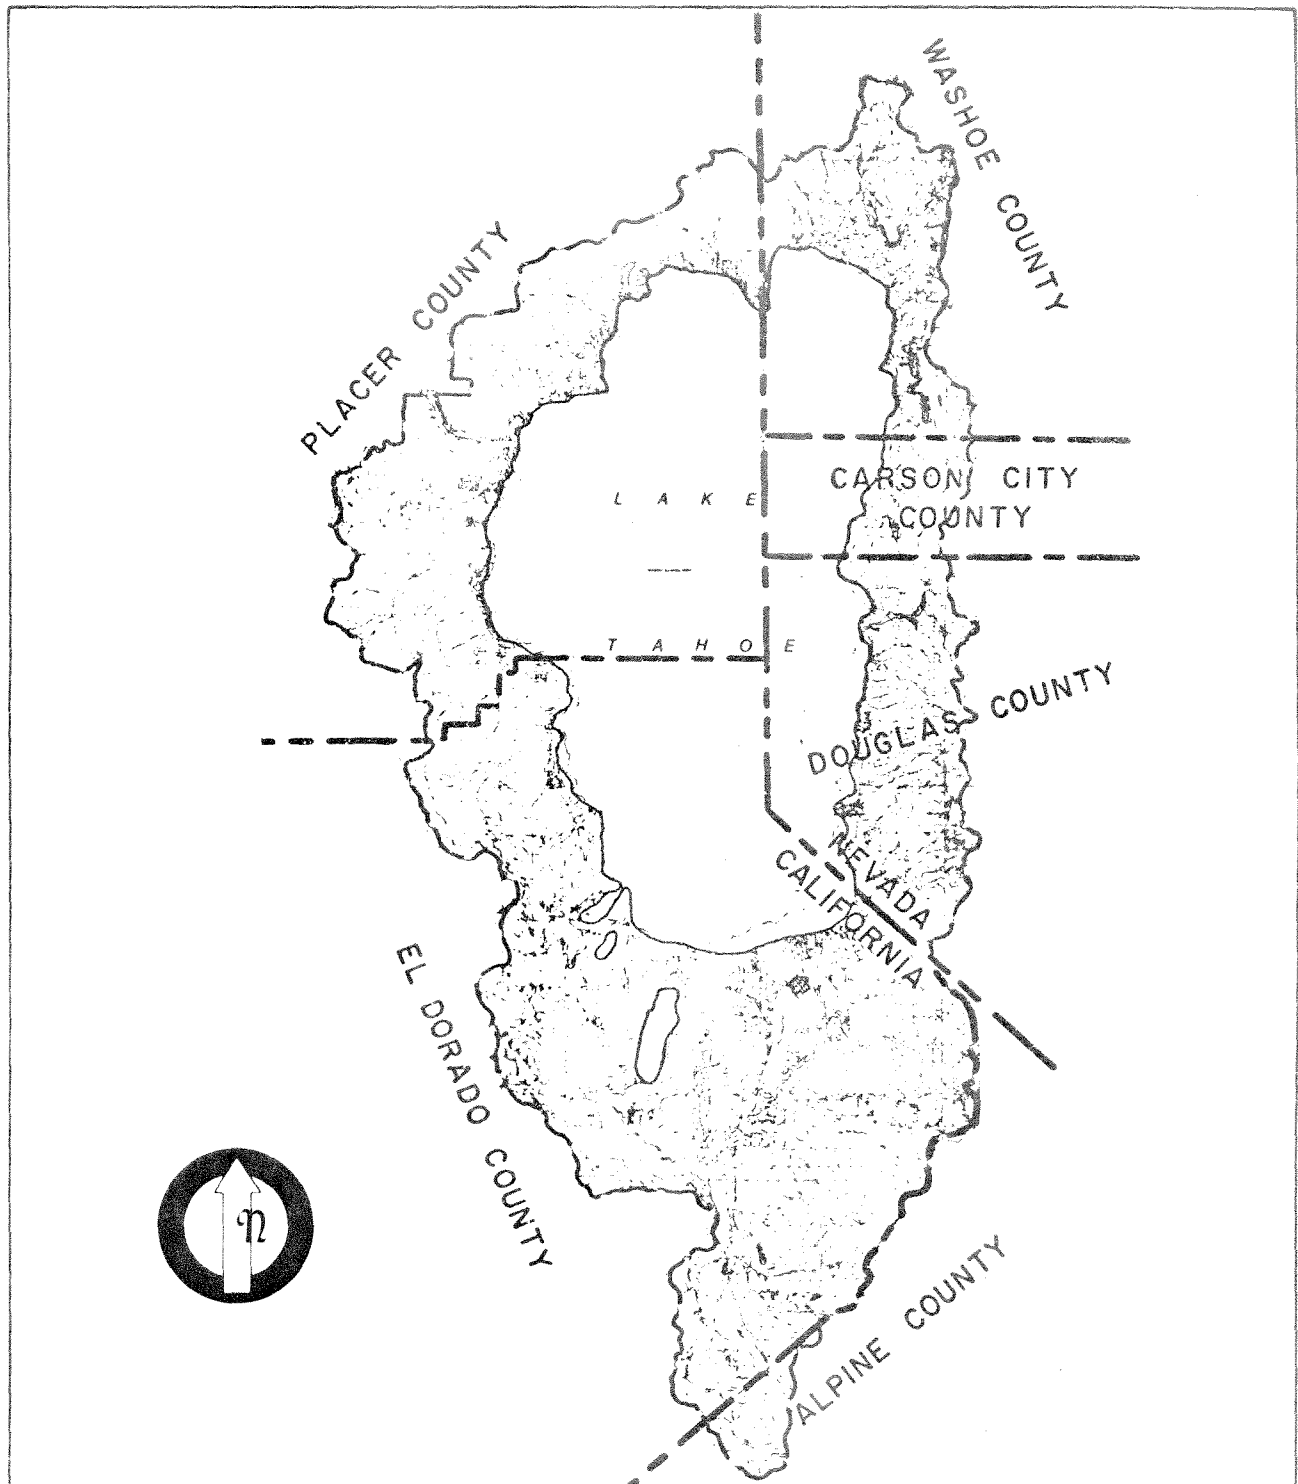 WASHOE COUNTY
PLACER COUNTY
CARSON CITY
COUNTY
LAKE
TAHOE
DOUGLAS COUNTY
NEVADA
CALIFORNIA
EL DORADO COUNTY
N
ALPINE COUNTY